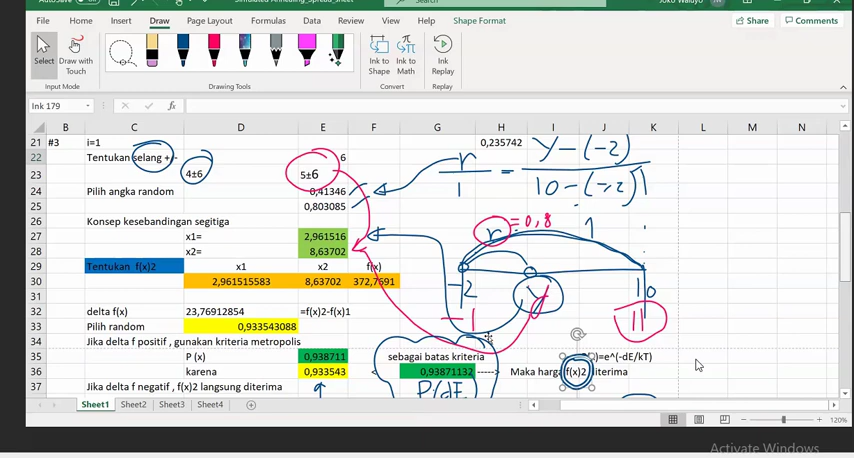 Simulated Annealing_Spread_sheet
Search
Joko Waluyo
File Home Insert Draw Page Layout Formulas Data Review View Help Shape Format
Share Comments
Select
Draw with Touch
Ink to Shape
Ink to Math
Ink Replay
Input Mode Drawing Tools Convert Replay
Ink 179 fx
B C D E F G H I J K L M N
21 #3 i=1 0,235742
22 Tentukan selang +/- 6
23 4±6 5±6
24 Pilih angka random 0,41346
25 0,803085
26 Konsep kesebandingan segitiga
27 x1= 2,961516
28 x2= 8,63702
29 Tentukan f(x)2 x1 x2 f(x)
30 2,961515583 8,63702 372,7691
31
32 delta f(x) 23,76912854 =f(x)2-f(x)1
33 Pilih random 0,933543088
34 Jika delta f positif, gunakan kriteria metropolis
35 P (x) 0,938711 sebagai batas kriteria )=e^(-dE/kT)
36 karena 0,933543 < 0,93871132 -----> Maka harga f(x)2 diterima
37 Jika delta f negatif , f(x)2 langsung diterima
r/1 = y-(-2)/10-(-2)
r = 0,8
1
-2 y 10
-1 11
P(dE
Sheet1 Sheet2 Sheet3 Sheet4
120%
Activate Windows